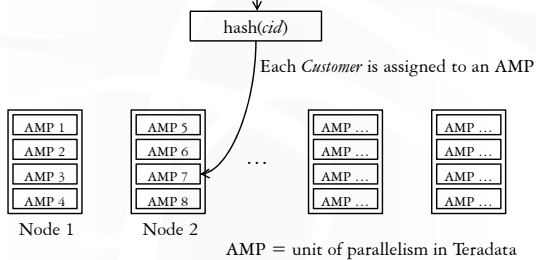 hash(cid)
Each Customer is assigned to an AMP
AMP 1
AMP 2
AMP 3
AMP 4
Node 1
AMP 5
AMP 6
AMP 7
AMP 8
Node 2
...
AMP ...
AMP ...
AMP ...
AMP ...
AMP ...
AMP ...
AMP ...
AMP ...
AMP = unit of parallelism in Teradata